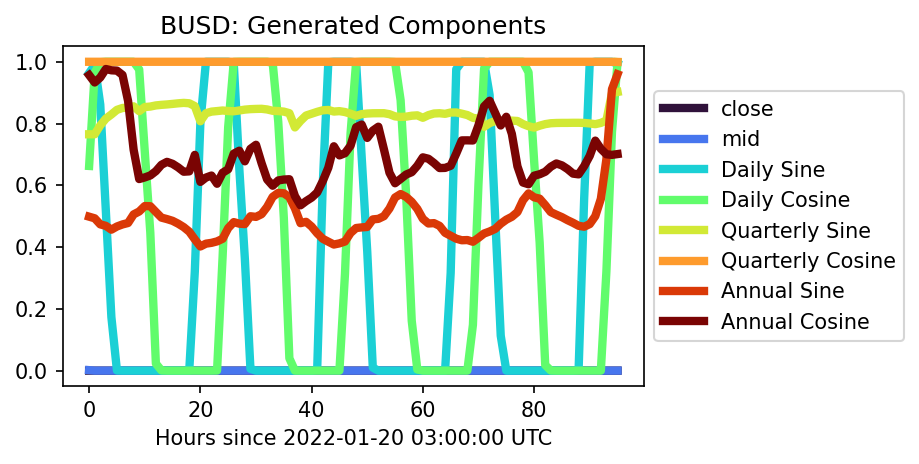 BUSD: Generated Components
1.0
0.8
0.6
0.4
0.2
0.0
0 20 40 60 80
Hours since 2022-01-20 03:00:00 UTC
close
mid
Daily Sine
Daily Cosine
Quarterly Sine
Quarterly Cosine
Annual Sine
Annual Cosine